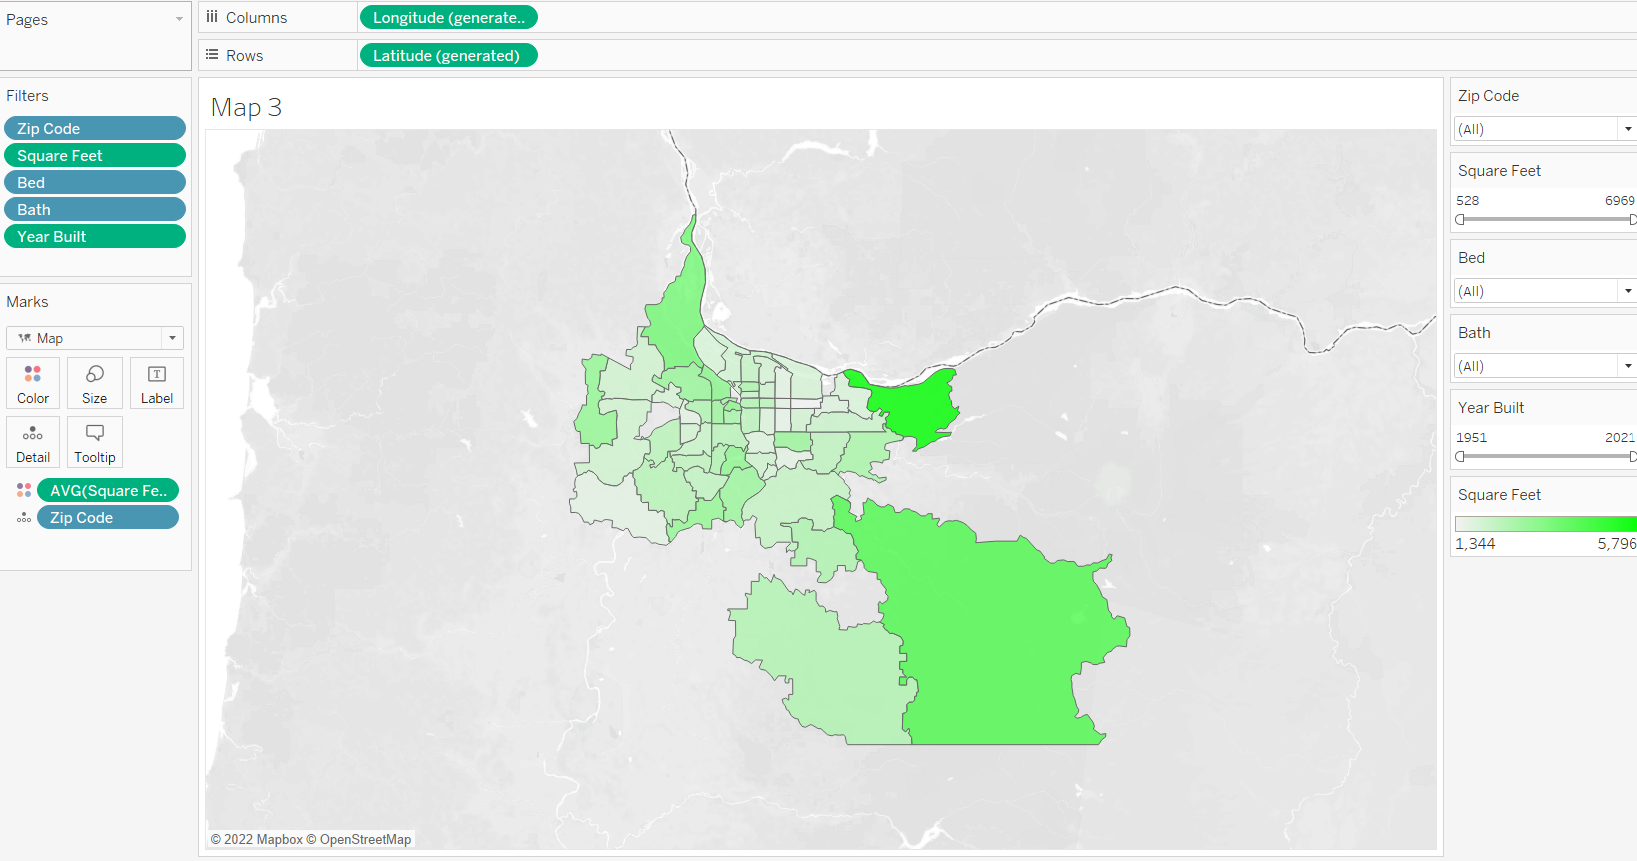 Pages
Columns
Longitude (generate..
Rows
Latitude (generated)
Filters
Zip Code
Square Feet
Bed
Bath
Year Built
Marks
Map
Color
Size
T
Label
Detail
Tooltip
AVG(Square Fe..
Zip Code
Map 3
© 2022 Mapbox © OpenStreetMap
Zip Code
(All)
Square Feet
528 6969
Bed
(All)
Bath
(All)
Year Built
1951 2021
Square Feet
1,344 5,796